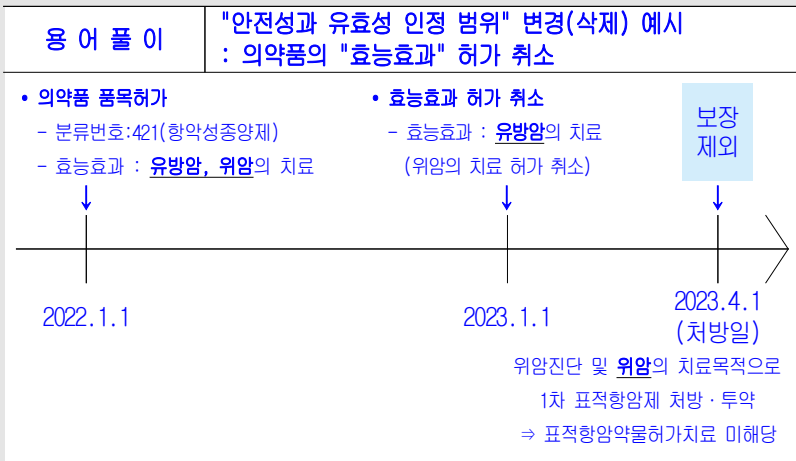 용 어 풀 이
"안전성과 유효성 인정 범위" 변경(삭제) 예시
: 의약품의 "효능효과" 허가 취소
• 의약품 품목허가
- 분류번호:421(항악성종양제)
- 효능효과 : 유방암, 위암의 치료
• 효능효과 허가 취소
- 효능효과 : 유방암의 치료
(위암의 치료 허가 취소)
보장
제외
2022.1.1
2023.1.1
2023.4.1
(처방일)
위암진단 및 위암의 치료목적으로
1차 표적항암제 처방·투약
⇒ 표적항암약물허가치료 미해당